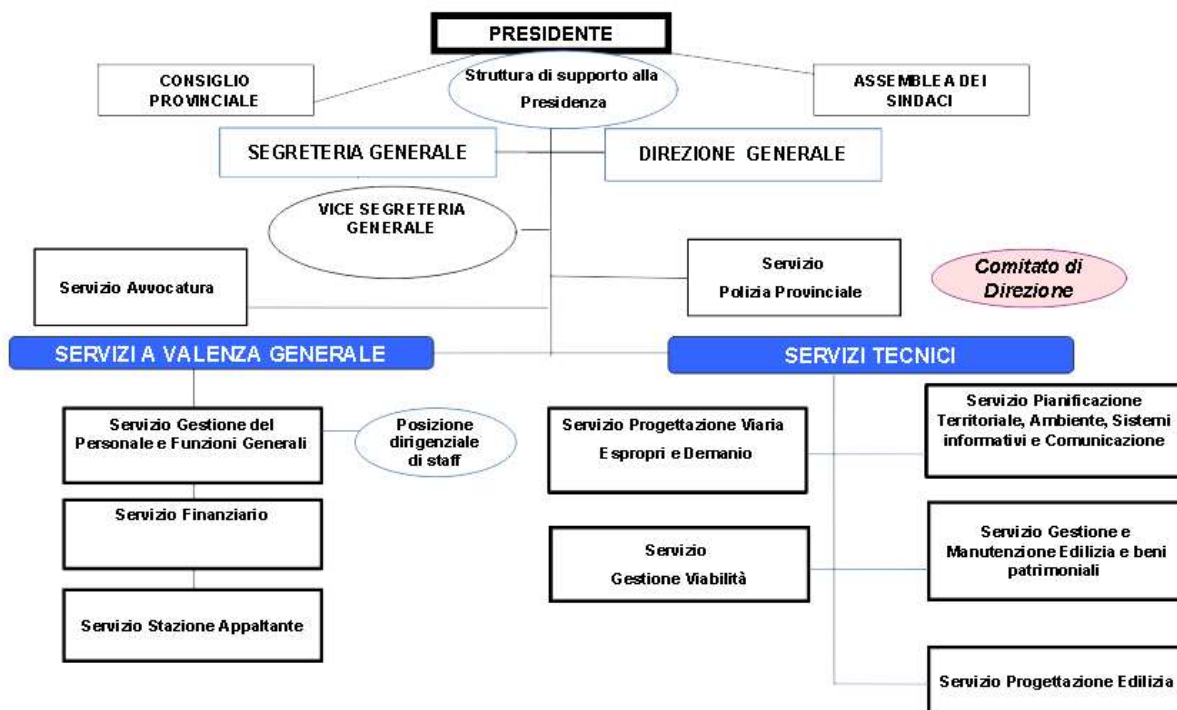 PRESIDENTE
CONSIGLIO
PROVINCIALE
Struttura di supporto alla
Presidenza
ASSEMBLEA DEI
SINDACI
SEGRETERIA GENERALE
DIREZIONE GENERALE
VICE SEGRETERIA
GENERALE
Servizio Avvocatura
Servizio
Polizia Provinciale
Comitato di
Direzione
SERVIZI A VALENZA GENERALE
SERVIZI TECNICI
Servizio Gestione del
Personale e Funzioni Generali
Posizione
dirigenziale
di staff
Servizio Finanziario
Servizio Stazione Appaltante
Servizio Progettazione Viaria
Espropri e Demanio
Servizio Pianificazione
Territoriale, Ambiente, Sistemi
informativi e Comunicazione
Servizio
Gestione Viabilità
Servizio Gestione e
Manutenzione Edilizia e beni
patrimoniali
Servizio Progettazione Edilizia